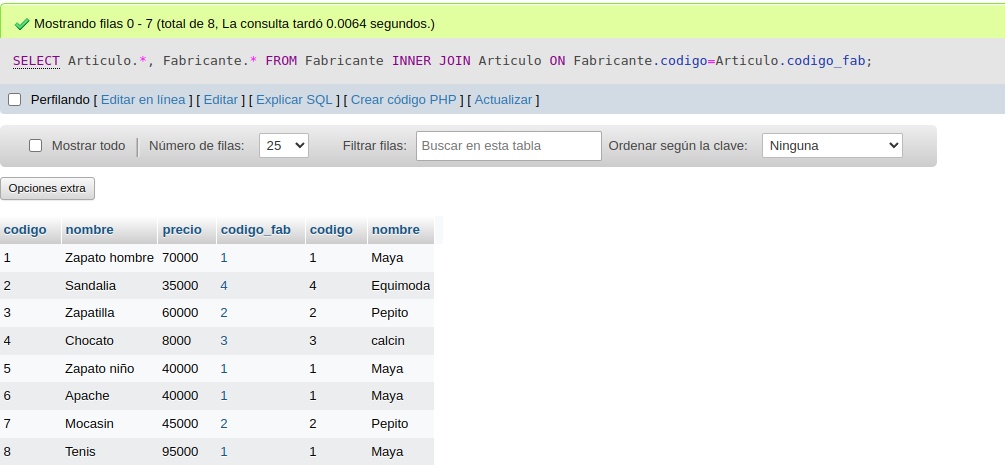 Mostrando filas 0 - 7 (total de 8, La consulta tardó 0.0064 segundos.)
SELECT Articulo.*, Fabricante.* FROM Fabricante INNER JOIN Articulo ON Fabricante.codigo=Articulo.codigo_fab;
Perfilando [ Editar en línea ] [ Editar ] [ Explicar SQL ] [ Crear código PHP ] [ Actualizar ]
Mostrar todo Número de filas: 25 Filtrar filas: Buscar en esta tabla Ordenar según la clave: Ninguna
Opciones extra
codigo nombre precio codigo_fab codigo nombre
1 Zapato hombre 70000 1 1 Maya
2 Sandalia 35000 4 4 Equimoda
3 Zapatilla 60000 2 2 Pepito
4 Chocato 8000 3 3 calcin
5 Zapato niño 40000 1 1 Maya
6 Apache 40000 1 1 Maya
7 Mocasin 45000 2 2 Pepito
8 Tenis 95000 1 1 Maya